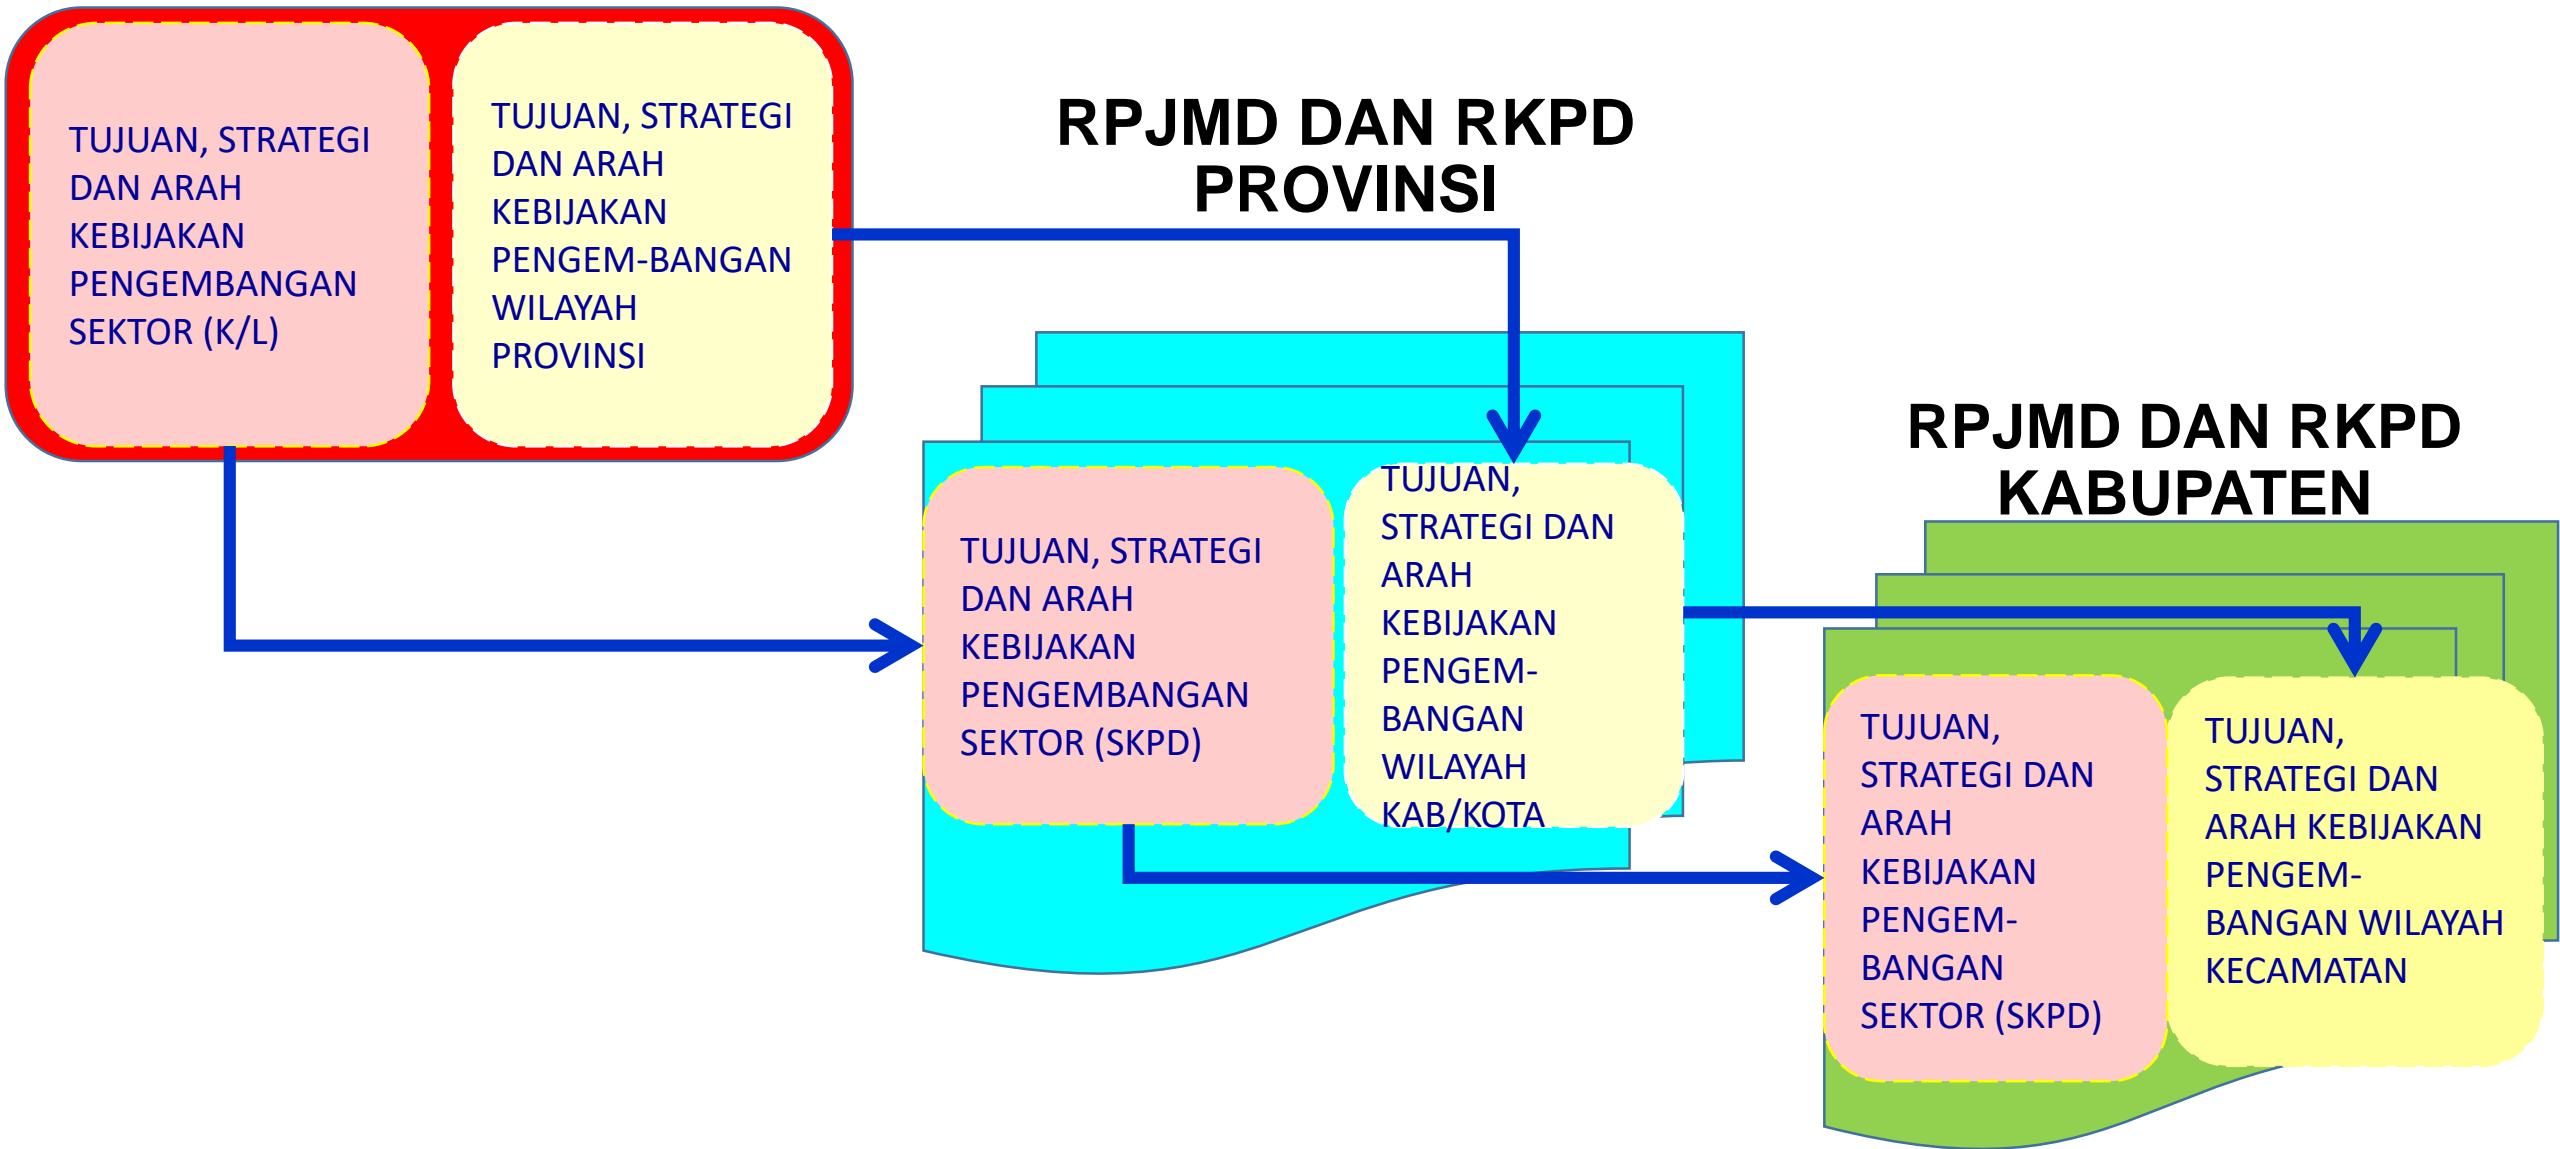 TUJUAN, STRATEGI
DAN ARAH
KEBIJAKAN
PENGEMBANGAN
SEKTOR (K/L)
TUJUAN, STRATEGI
DAN ARAH
KEBIJAKAN
PENGEM-BANGAN
WILAYAH
PROVINSI
RPJMD DAN RKPD
PROVINSI
TUJUAN, STRATEGI
DAN ARAH
KEBIJAKAN
PENGEMBANGAN
SEKTOR (SKPD)
TUJUAN,
STRATEGI DAN
ARAH
KEBIJAKAN
PENGEM-
BANGAN
WILAYAH
KAB/KOTA
RPJMD DAN RKPD
KABUPATEN
TUJUAN,
STRATEGI DAN
ARAH
KEBIJAKAN
PENGEM-
BANGAN
SEKTOR (SKPD)
TUJUAN,
STRATEGI DAN
ARAH KEBIJAKAN
PENGEM-
BANGAN WILAYAH
KECAMATAN